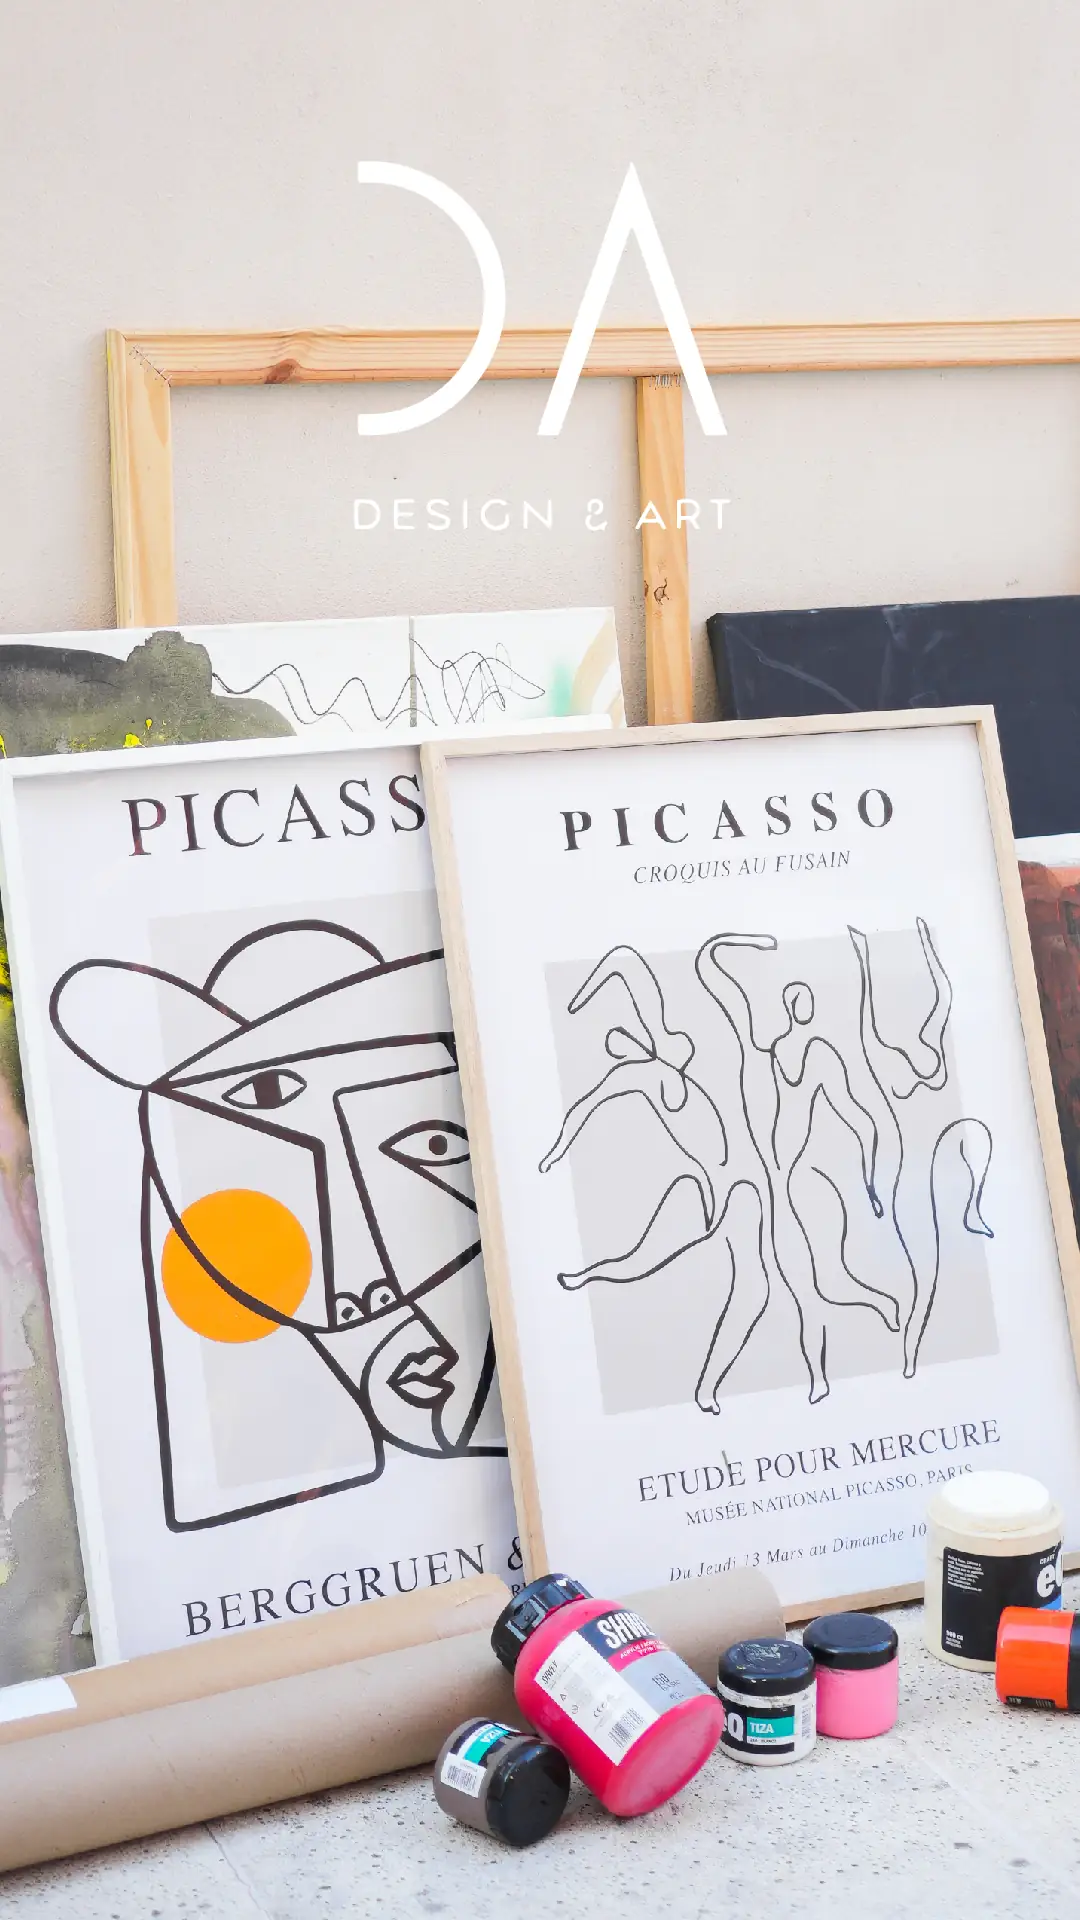 DA
DESIGN & ART
PICASS
BERGGRUEN &
PICASSO
CROQUIS AU FUSAIN
ETUDE POUR MERCURE
MUSÉE NATIONAL PICASSO, PARIS
Du Jeudi 13 Mars au Dimanche 10
TIZA
TIZA